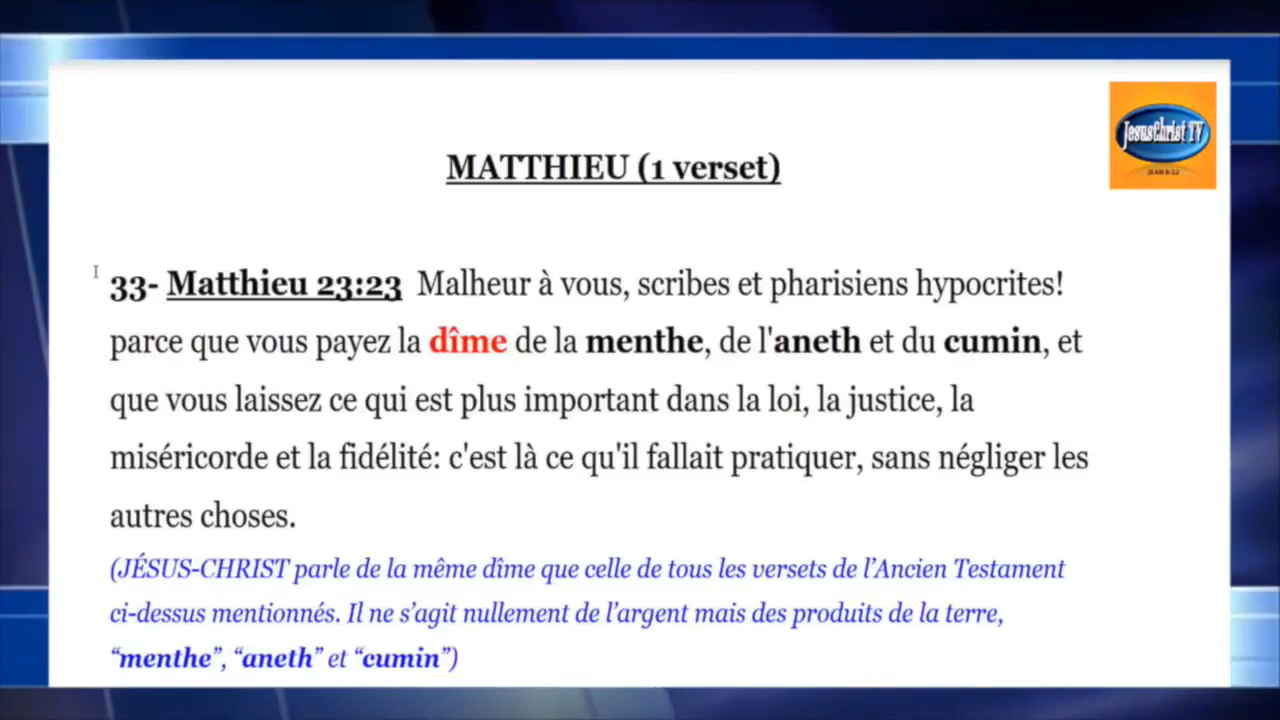 JesusChrist TV
JEAN 8:12
MATTHIEU (1 verset)
33- Matthieu 23:23 Malheur à vous, scribes et pharisiens hypocrites!
parce que vous payez la dîme de la menthe, de l'aneth et du cumin, et
que vous laissez ce qui est plus important dans la loi, la justice, la
miséricorde et la fidélité: c'est là ce qu'il fallait pratiquer, sans négliger les
autres choses.
(JÉSUS-CHRIST parle de la même dîme que celle de tous les versets de l’Ancien Testament
ci-dessus mentionnés. Il ne s’agit nullement de l’argent mais des produits de la terre,
“menthe”, “aneth” et “cumin”)